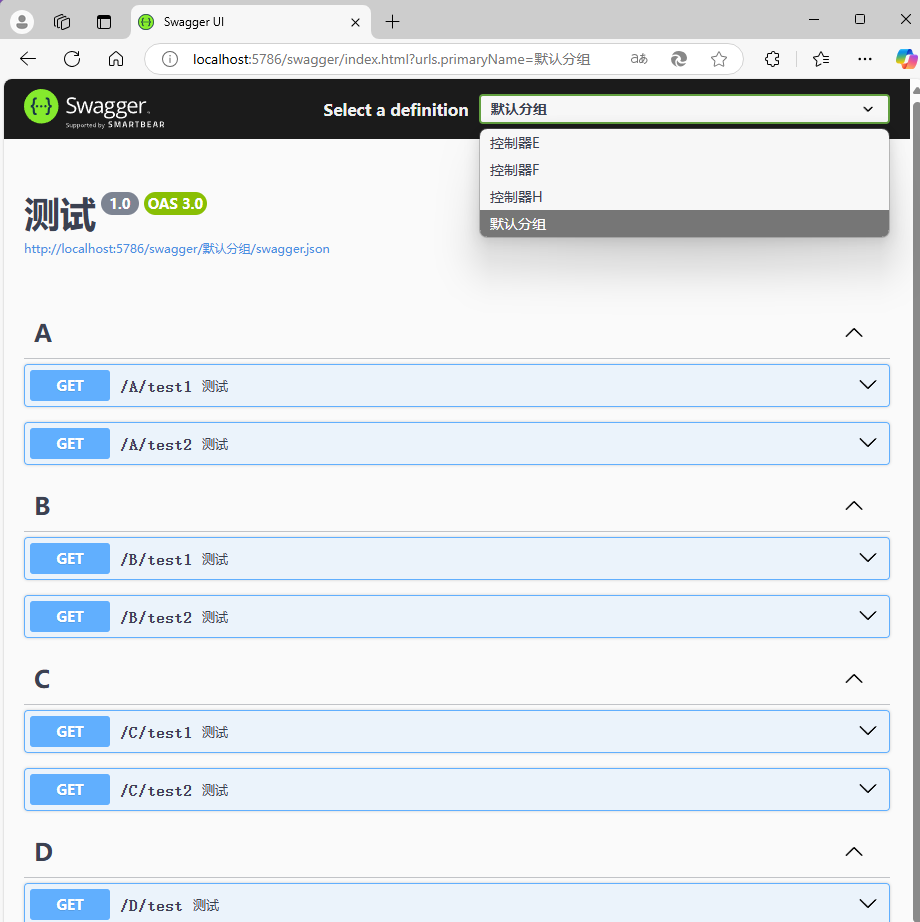 Swagger UI
localhost:5786/swagger/index.html?urls.primaryName=默认分组
aあ
{···} Swagger
Supported by SMARTBEAR
Select a definition
默认分组
控制器E
控制器F
控制器H
默认分组
测试 1.0 OAS 3.0
http://localhost:5786/swagger/默认分组/swagger.json
A
GET /A/test1 测试
GET /A/test2 测试
B
GET /B/test1 测试
GET /B/test2 测试
C
GET /C/test1 测试
GET /C/test2 测试
D
GET /D/test 测试